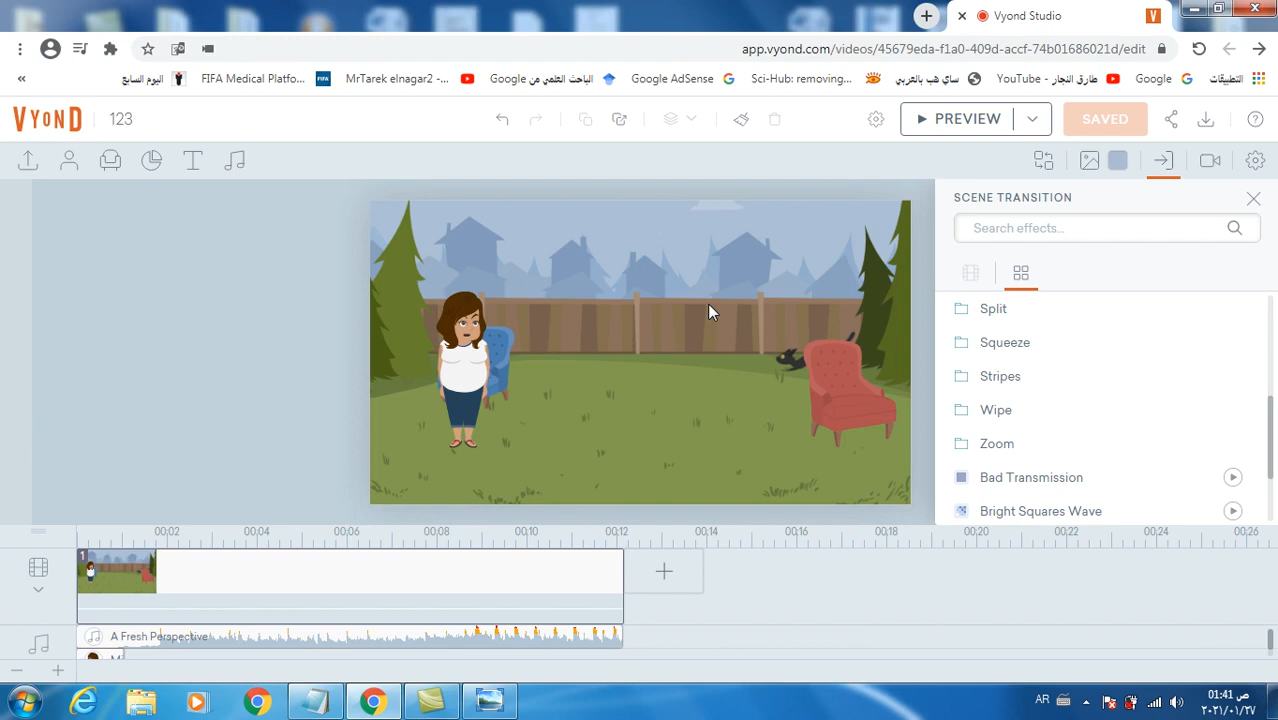 Vyond Studio
app.vyond.com/videos/45679eda-f1a0-409d-accf-74b01686021d/edit
« اليوم السابع FIFA Medical Platfo... MrTarek elnagar2 - ... الباحث العلمي من Google Google AdSense Sci-Hub: removing... ساي هب بالعربي YouTube - طارق النجار Google التطبيقات
VYOND 123 PREVIEW SAVED
SCENE TRANSITION
Search effects...
Split
Squeeze
Stripes
Wipe
Zoom
Bad Transmission
Bright Squares Wave
00:02 00:04 00:06 00:08 00:10 00:12 00:14 00:16 00:18 00:20 00:22 00:24 00:26
1
A Fresh Perspective
AR
01:41 ص
٢٠٢١/٠١/٢٧